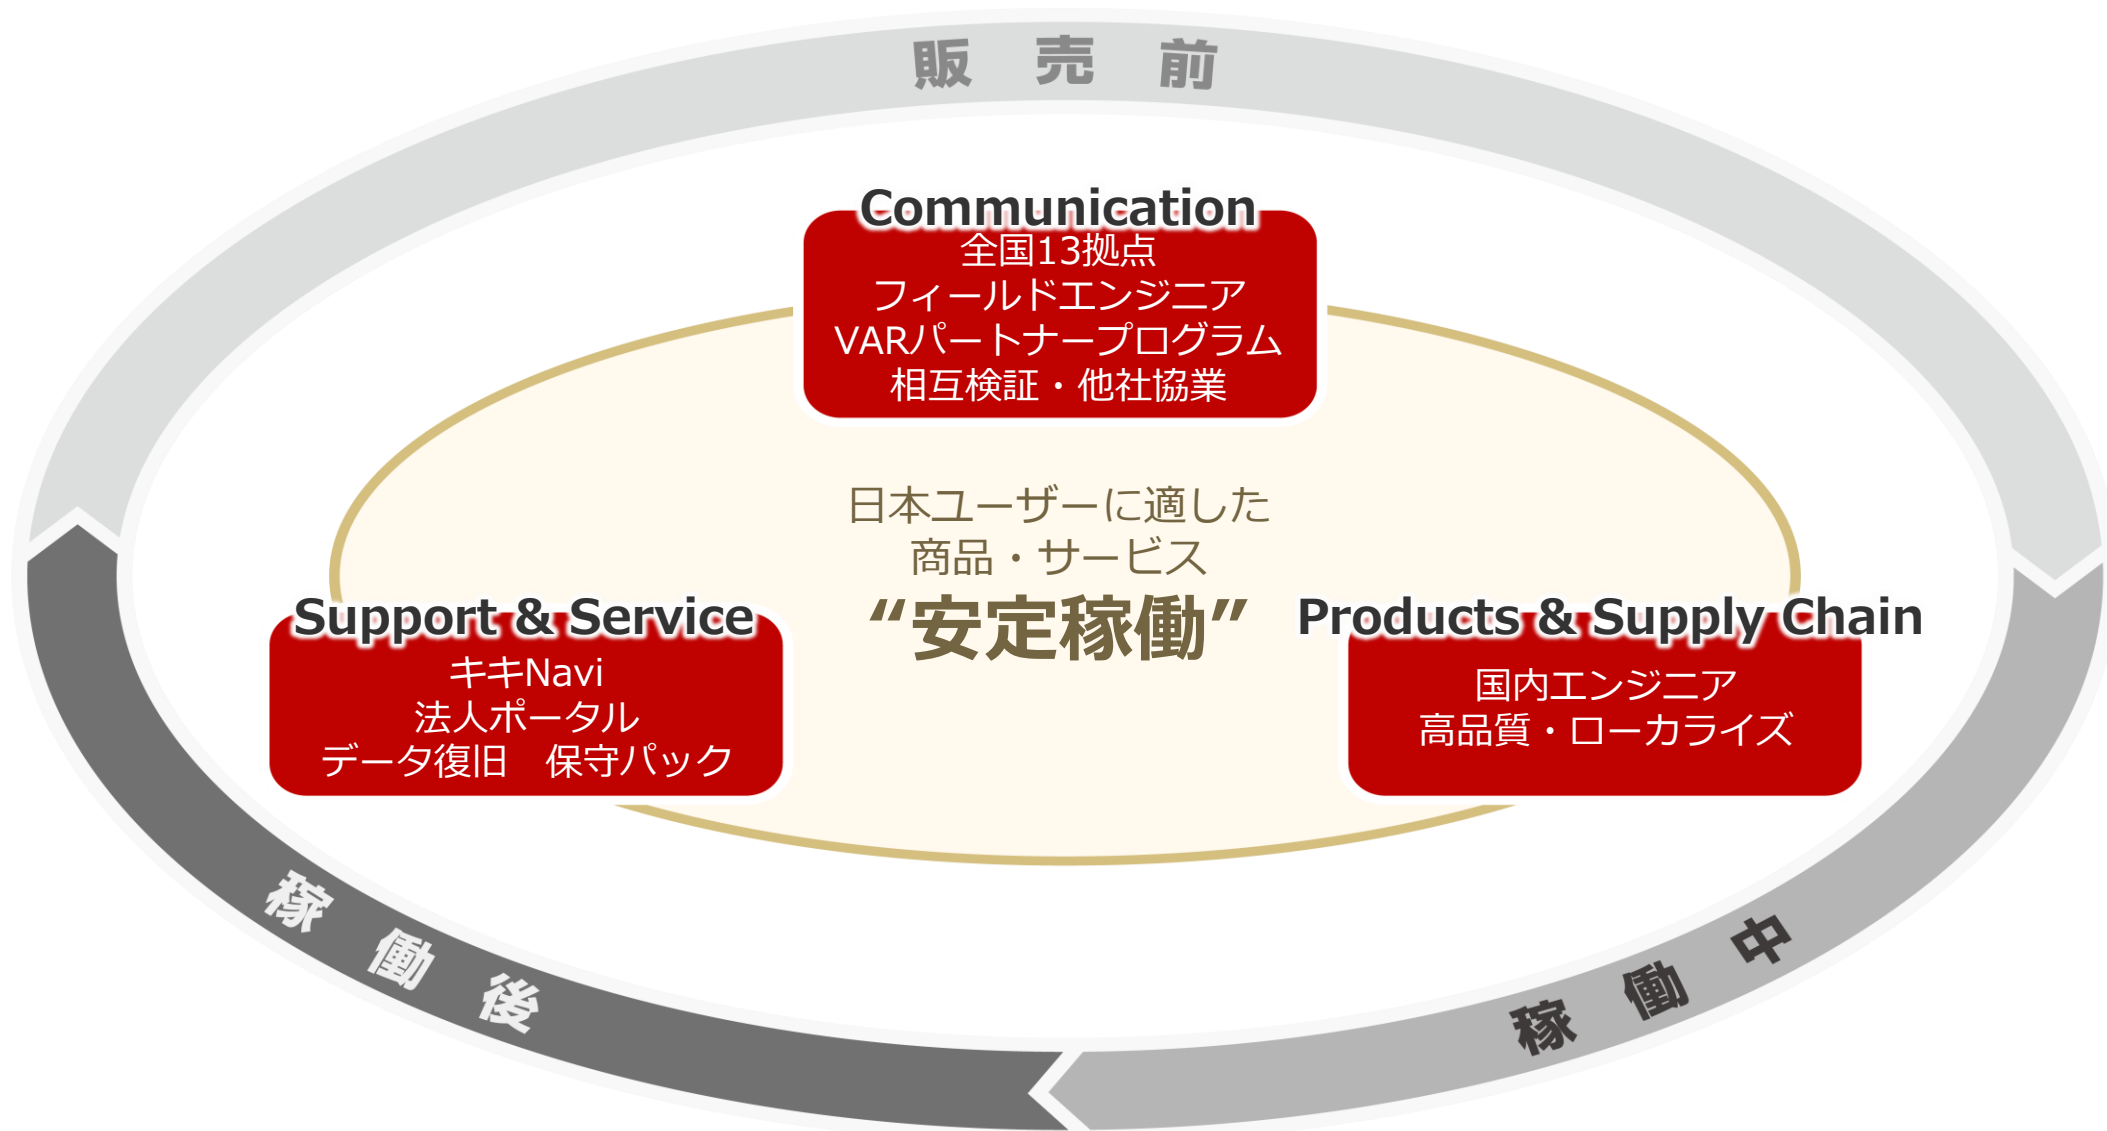 販売前
Communication
全国13拠点
フィールドエンジニア
VARパートナープログラム
相互検証・他社協業
日本ユーザーに適した
商品・サービス
“安定稼働”
Support & Service
キキNavi
法人ポータル
データ復旧　保守パック
Products & Supply Chain
国内エンジニア
高品質・ローカライズ
稼働後
稼働中